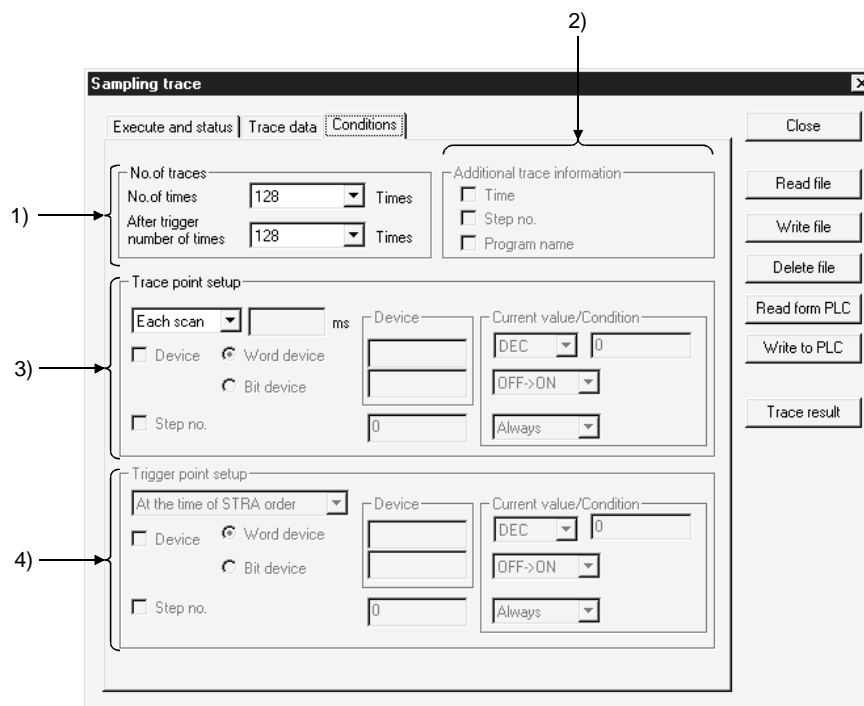 2)
Sampling trace
Execute and status Trace data Conditions
Close
1)
No.of traces
No.of times 128 Times
After trigger
number of times 128 Times
Additional trace information
Time
Step no.
Program name
Read file
Write file
Delete file
Read form PLC
Write to PLC
Trace result
3)
Trace point setup
Each scan ms
Device Word device
Bit device
Step no.
Device
0
Current value/Condition
DEC 0
OFF->ON
Always
4)
Trigger point setup
At the time of STRA order
Device Word device
Bit device
Step no.
Device
0
Current value/Condition
DEC 0
OFF->ON
Always